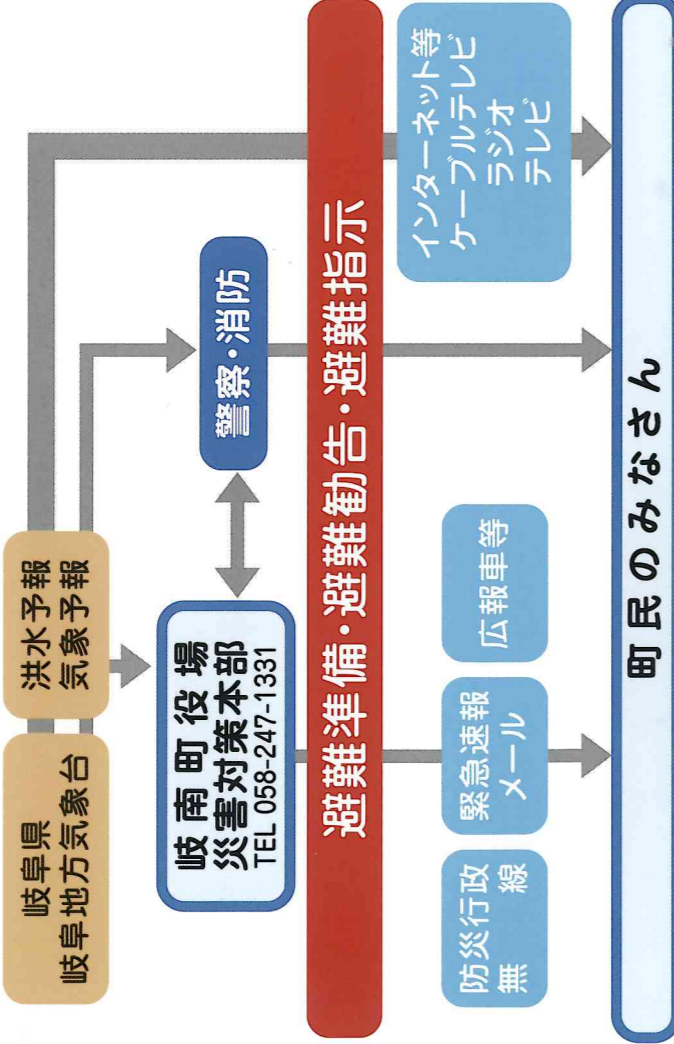 岐阜県
岐阜地方気象台
洪水予報
気象予報
岐南町役場
災害対策本部
TEL 058-247-1331
警察・消防
避難準備・避難勧告・避難指示
防災行政
無　線
緊急速報
メール
広報車等
インターネット等
ケーブルテレビ
ラジオ
テレビ
町民のみなさん